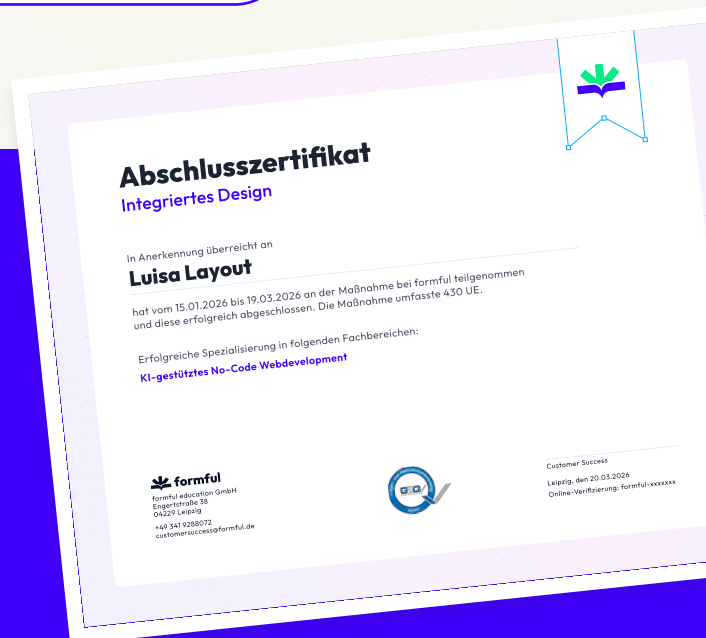 Abschlusszertifikat
Integriertes Design
In Anerkennung überreicht an
Luisa Layout
hat vom 15.01.2026 bis 19.03.2026 an der Maßnahme bei formful teilgenommen
und diese erfolgreich abgeschlossen. Die Maßnahme umfasste 430 UE.
Erfolgreiche Spezialisierung in folgenden Fachbereichen:
KI-gestütztes No-Code Webdevelopment
formful
formful education GmbH
Engertstraße 38
04229 Leipzig
+49 341 9288072
customersuccess@formful.de
Customer Success
Leipzig, den 20.03.2026
Online-Verifizierung: formful-xxxxxxx